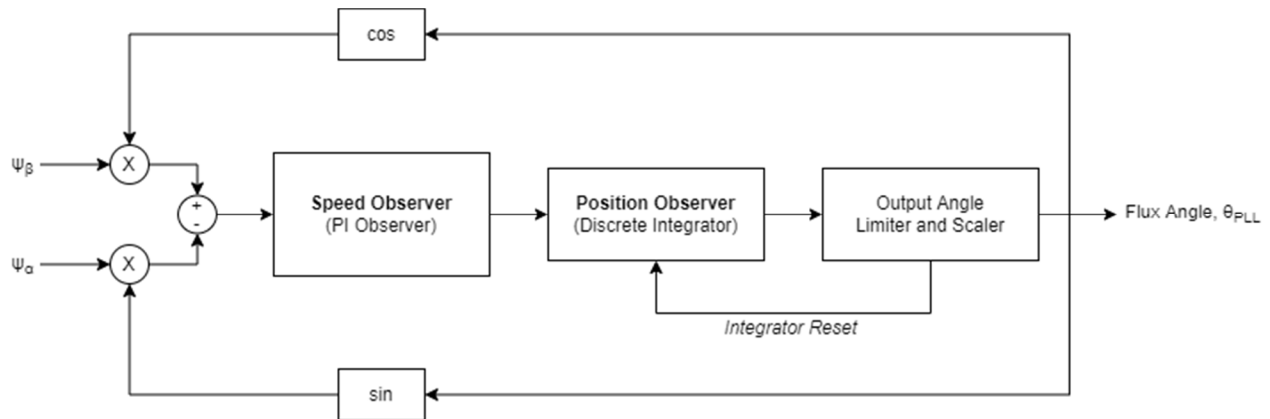 cos
Ψβ
X
+
-
Speed Observer
(PI Observer)
Position Observer
(Discrete Integrator)
Output Angle
Limiter and Scaler
Flux Angle, θPLL
Ψα
X
Integrator Reset
sin